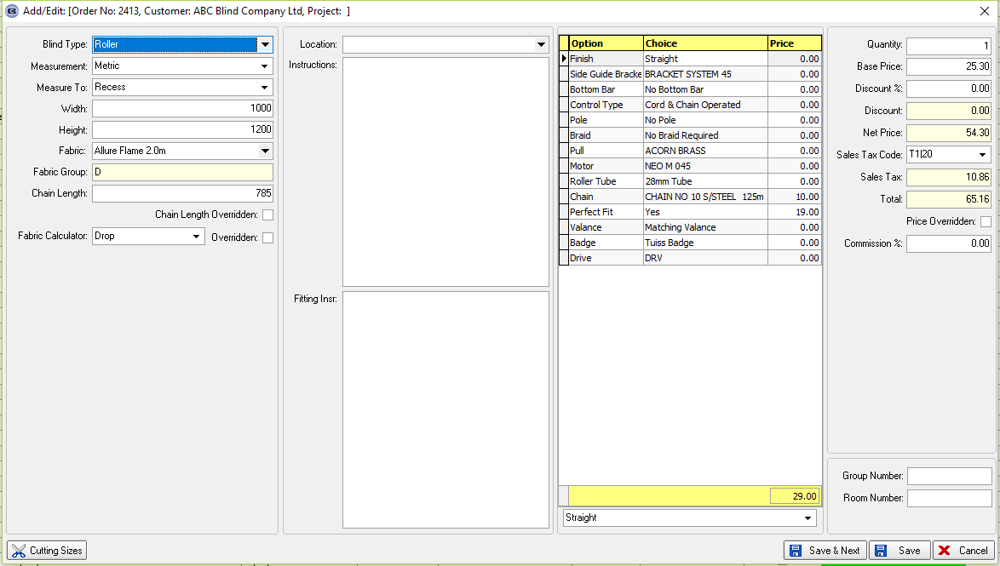 Add/Edit: [Order No: 2413, Customer: ABC Blind Company Ltd, Project:  ]
Blind Type: Roller
Measurement: Metric
Measure To: Recess
Width: 1000
Height: 1200
Fabric: Allure Flame 2.0m
Fabric Group: D
Chain Length: 785
Chain Length Overridden:
Fabric Calculator: Drop Overridden:
Location:
Instructions:
Fitting Insr:
Option Choice Price
Finish Straight 0.00
Side Guide Bracke BRACKET SYSTEM 45 0.00
Bottom Bar No Bottom Bar 0.00
Control Type Cord & Chain Operated 0.00
Pole No Pole 0.00
Braid No Braid Required 0.00
Pull ACORN BRASS 0.00
Motor NEO M 045 0.00
Roller Tube 28mm Tube 0.00
Chain CHAIN NO 10 S/STEEL  125m 10.00
Perfect Fit Yes 19.00
Valance Matching Valance 0.00
Badge Tuiss Badge 0.00
Drive DRV 0.00
29.00
Straight
Quantity: 1
Base Price: 25.30
Discount %: 0.00
Discount: 0.00
Net Price: 54.30
Sales Tax Code: T1|20
Sales Tax: 10.86
Total: 65.16
Price Overridden:
Commission %: 0.00
Group Number:
Room Number:
Cutting Sizes
Save & Next Save Cancel